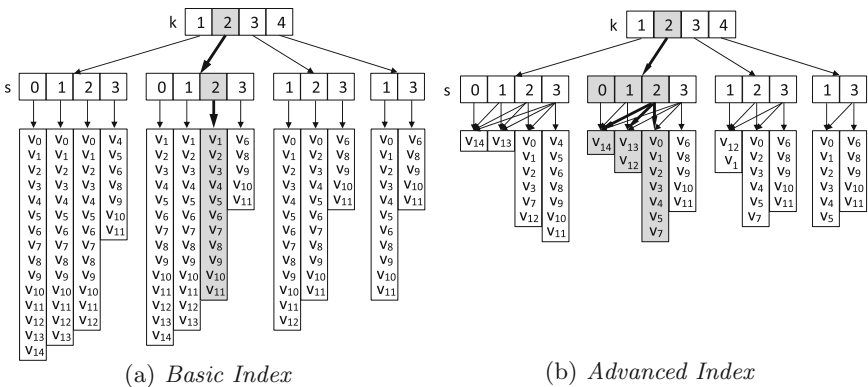 k 1 2 3 4
s 0 1 2 3 0 1 2 3 1 2 3 1 3
v0 v0 v0 v4 v1 v1 v1 v6 v0 v0 v6 v0 v6
v1 v1 v1 v5 v2 v2 v2 v8 v1 v2 v8 v1 v8
v2 v2 v2 v6 v3 v3 v3 v9 v2 v3 v9 v2 v9
v3 v3 v3 v8 v4 v4 v4 v10 v3 v4 v10 v3 v10
v4 v4 v4 v9 v5 v5 v5 v11 v4 v5 v11 v4 v11
v5 v5 v5 v10 v6 v6 v6 v5 v6 v5
v6 v6 v6 v11 v7 v7 v7 v6 v7 v6
v7 v7 v7 v8 v8 v8 v7 v8 v8
v8 v8 v8 v9 v9 v9 v8 v9 v9
v9 v9 v9 v10 v10 v10 v9 v10 v10
v10 v10 v10 v11 v11 v11 v10 v11 v11
v11 v11 v11 v12 v12 v11
v12 v12 v12 v13 v13 v12
v13 v13 v14
v14
(a) Basic Index
k 1 2 3 4
s 0 1 2 3 0 1 2 3 1 2 3 1 3
v14 v13 v0 v4 v14 v13 v0 v6 v12 v0 v6 v0 v6
v1 v5 v12 v1 v8 v1 v2 v8 v1 v8
v2 v6 v2 v9 v3 v9 v2 v9
v3 v8 v3 v10 v4 v10 v3 v10
v7 v9 v4 v11 v5 v11 v4 v11
v12 v10 v5 v7 v5
v11 v7
(b) Advanced Index